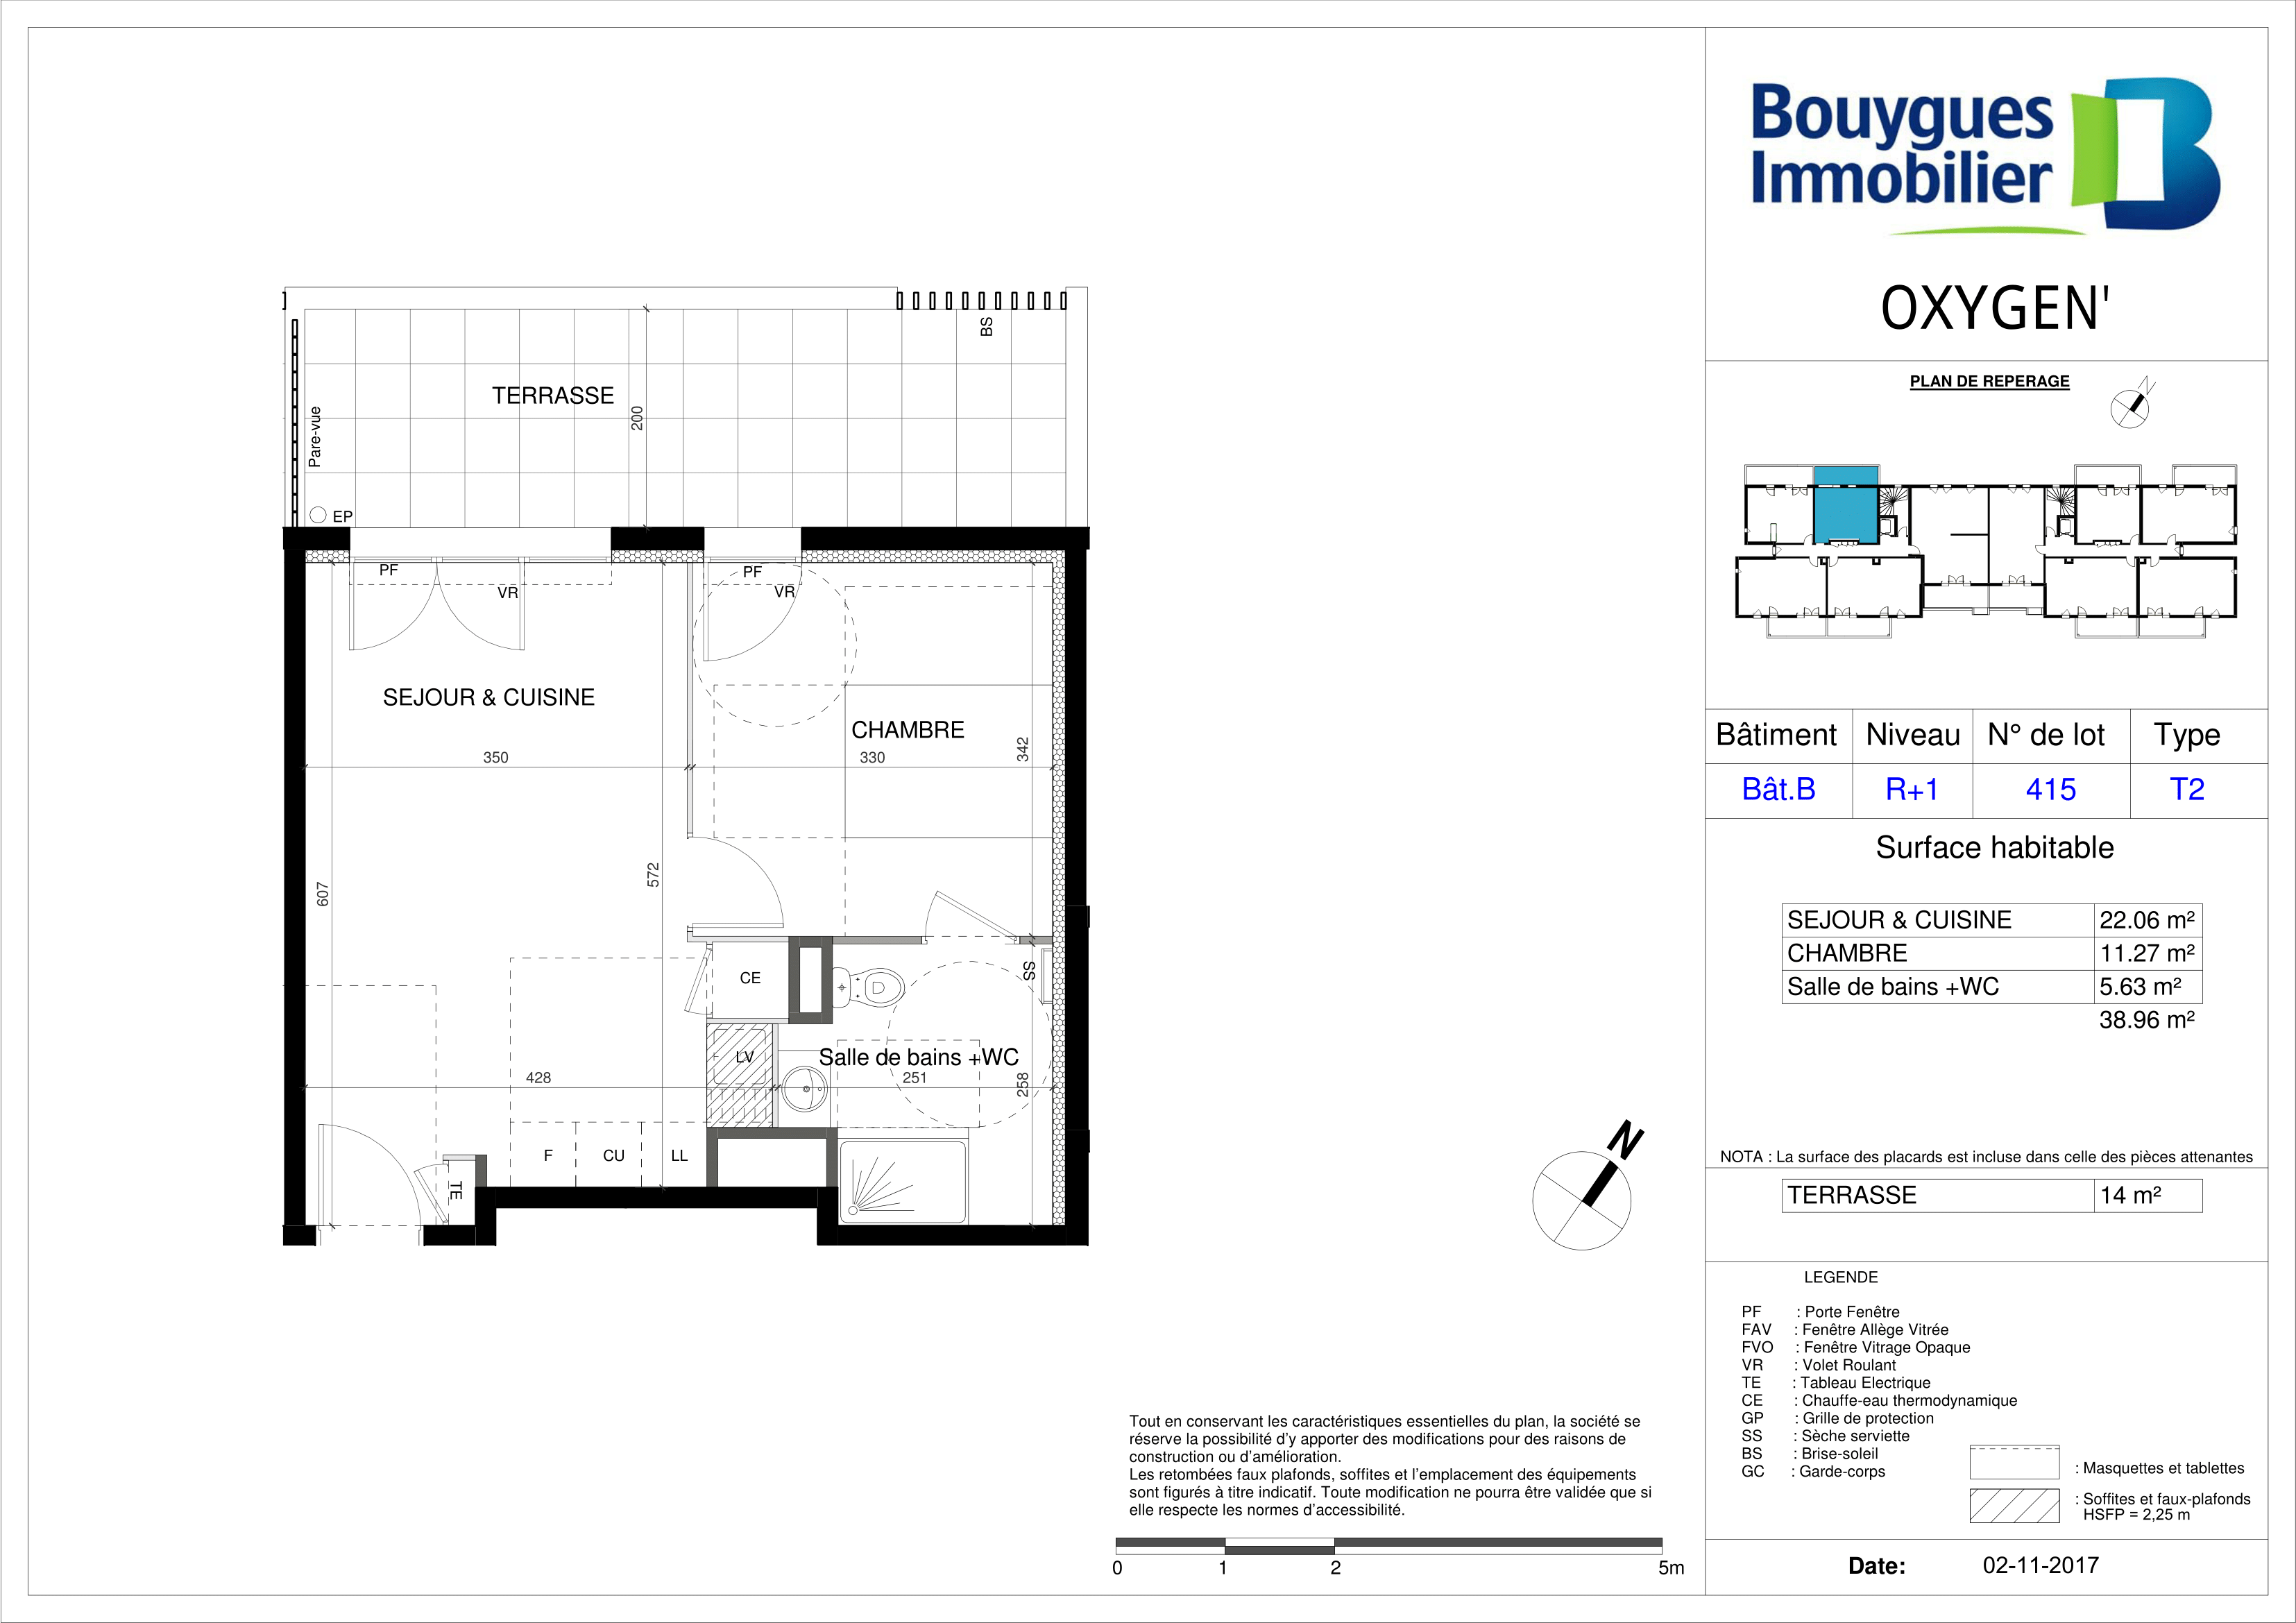 Bouygues
Immobilier
OXYGEN'
PLAN DE REPERAGE
N
Bâtiment Niveau N° de lot Type
Bât.B R+1 415 T2
Surface habitable
SEJOUR & CUISINE 22.06 m²
CHAMBRE 11.27 m²
Salle de bains +WC 5.63 m²
38.96 m²
NOTA : La surface des placards est incluse dans celle des pièces attenantes
TERRASSE 14 m²
LEGENDE
PF : Porte Fenêtre
FAV : Fenêtre Allège Vitrée
FVO : Fenêtre Vitrage Opaque
VR : Volet Roulant
TE : Tableau Electrique
CE : Chauffe-eau thermodynamique
GP : Grille de protection
SS : Sèche serviette
BS : Brise-soleil
GC : Garde-corps
: Masquettes et tablettes
: Soffites et faux-plafonds
HSFP = 2,25 m
Date: 02-11-2017
BS
TERRASSE
200
Pare-vue
EP
PF
VR
PF
VR
SEJOUR & CUISINE
CHAMBRE
350
330
342
607
572
CE
SS
LV
Salle de bains +WC
428
251
258
F
CU
LL
TE
N
Tout en conservant les caractéristiques essentielles du plan, la société se
réserve la possibilité d'y apporter des modifications pour des raisons de
construction ou d'amélioration.
Les retombées faux plafonds, soffites et l'emplacement des équipements
sont figurés à titre indicatif. Toute modification ne pourra être validée que si
elle respecte les normes d'accessibilité.
0 1 2 5m